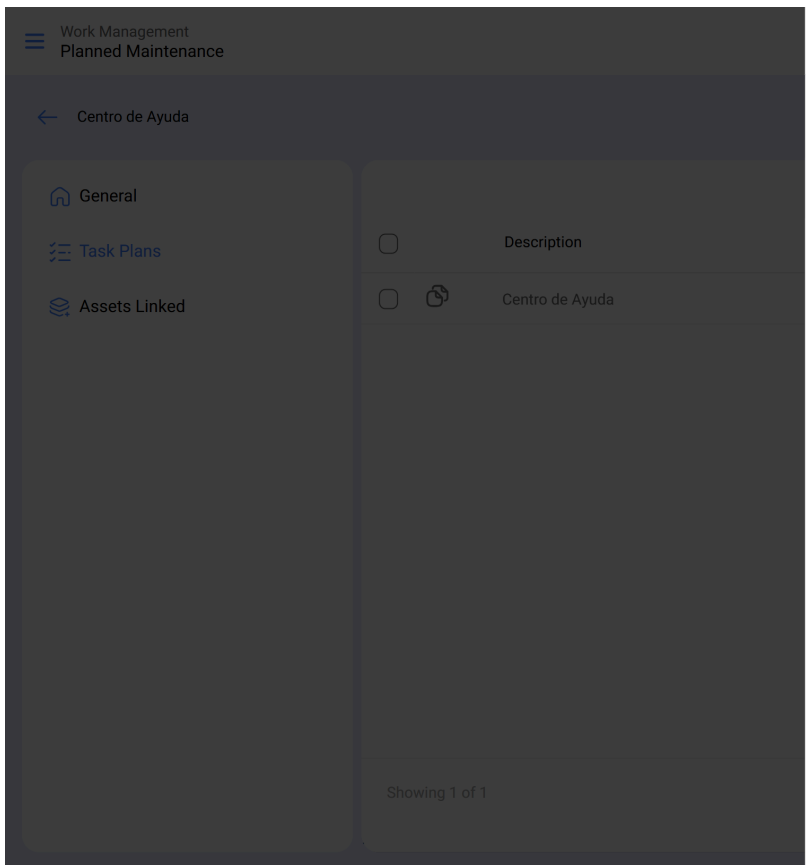 Work Management
Planned Maintenance
Centro de Ayuda
General
Task Plans
Assets Linked
Description
Centro de Ayuda
Showing 1 of 1